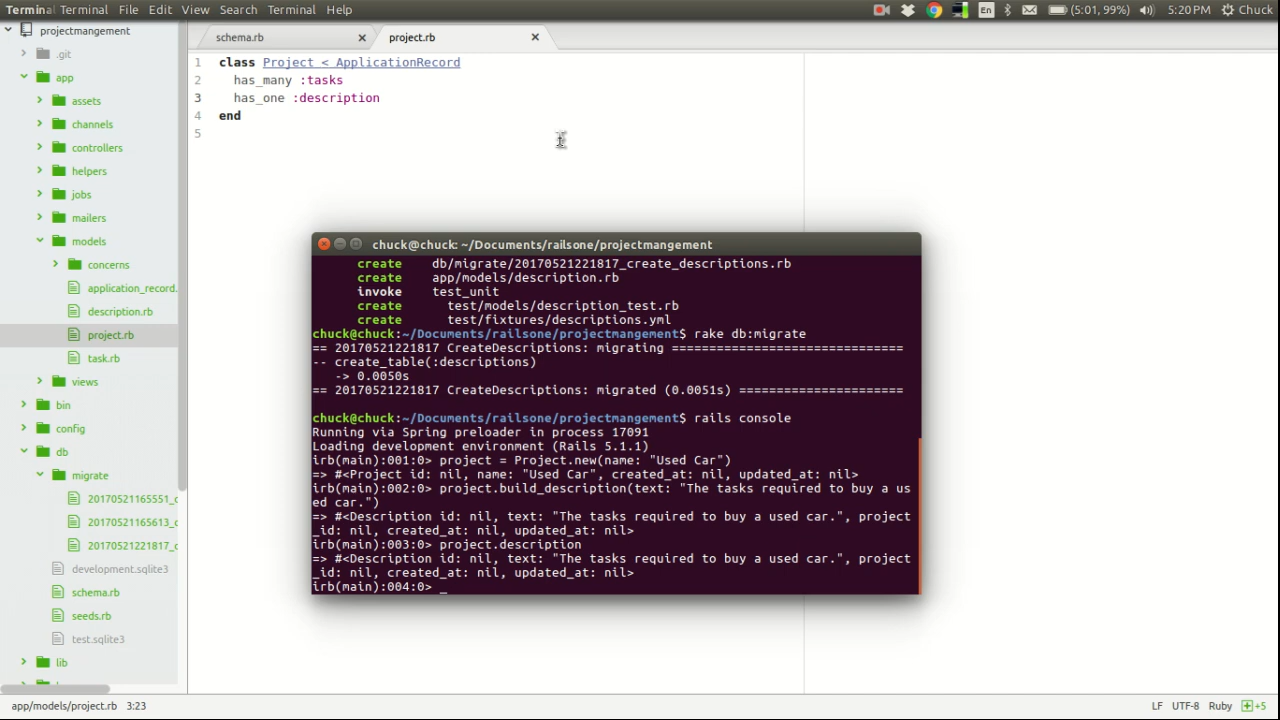 Terminal Terminal File Edit View Search Terminal Help En (5:01, 99%) 5:20 PM Chuck
projectmangement
.git
app
assets
channels
controllers
helpers
jobs
mailers
models
concerns
application_record.
description.rb
project.rb
task.rb
views
bin
config
db
migrate
20170521165551_c
20170521165613_c
20170521221817_c
development.sqlite3
schema.rb
seeds.rb
test.sqlite3
lib
schema.rb project.rb
1 class Project < ApplicationRecord
2 has_many :tasks
3 has_one :description
4 end
5
chuck@chuck: ~/Documents/railsone/projectmangement
create db/migrate/20170521221817_create_descriptions.rb
create app/models/description.rb
invoke test_unit
create test/models/description_test.rb
create test/fixtures/descriptions.yml
chuck@chuck:~/Documents/railsone/projectmangement$ rake db:migrate
== 20170521221817 CreateDescriptions: migrating ===============================
-- create_table(:descriptions)
-> 0.0050s
== 20170521221817 CreateDescriptions: migrated (0.0051s) ======================
chuck@chuck:~/Documents/railsone/projectmangement$ rails console
Running via Spring preloader in process 17091
Loading development environment (Rails 5.1.1)
irb(main):001:0> project = Project.new(name: "Used Car")
=> #<Project id: nil, name: "Used Car", created_at: nil, updated_at: nil>
irb(main):002:0> project.build_description(text: "The tasks required to buy a us
ed car.")
=> #<Description id: nil, text: "The tasks required to buy a used car.", project
_id: nil, created_at: nil, updated_at: nil>
irb(main):003:0> project.description
=> #<Description id: nil, text: "The tasks required to buy a used car.", project
_id: nil, created_at: nil, updated_at: nil>
irb(main):004:0> _
app/models/project.rb 3:23 LF UTF-8 Ruby +5